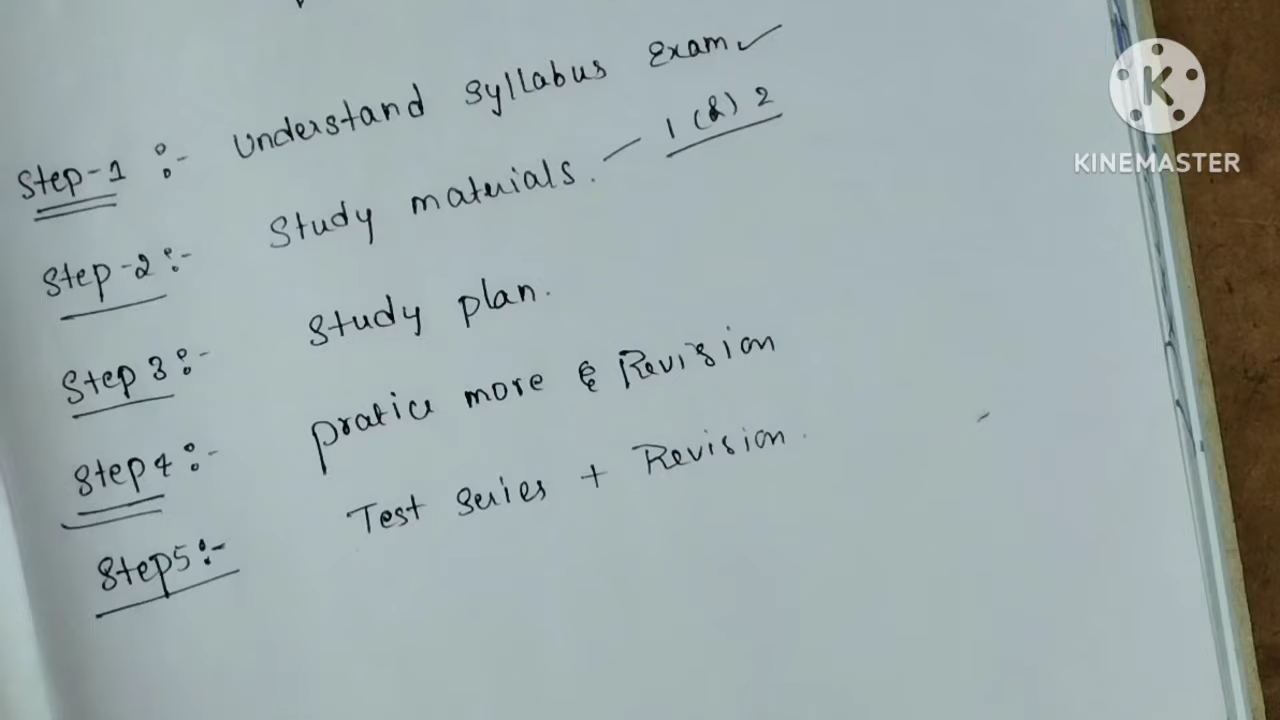 Step-1 :- Understand syllabus Exam ✓
Step-2 :- Study materials. — 1 (&) 2
Step 3 :- Study plan.
Step 4 :- pratice more & Revision
Step5 :- Test series + Revision.
K
KINEMASTER